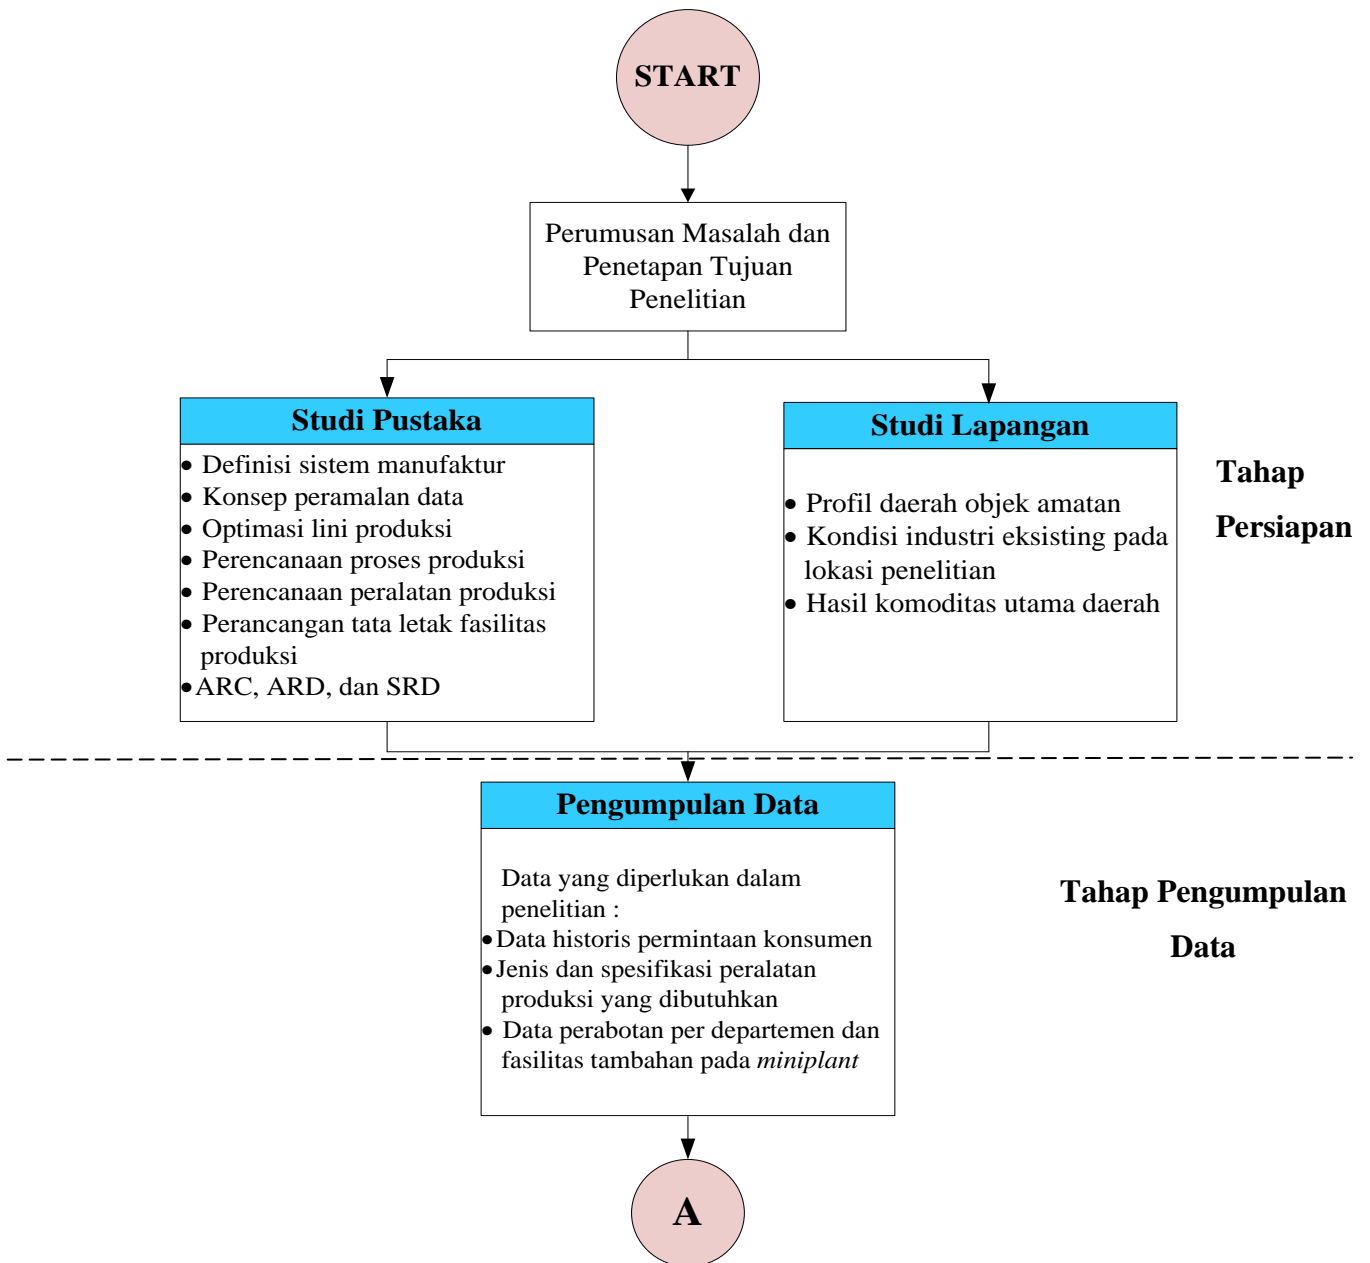 START
Perumusan Masalah dan
Penetapan Tujuan
Penelitian
Studi Pustaka
• Definisi sistem manufaktur
• Konsep peramalan data
• Optimasi lini produksi
• Perencanaan proses produksi
• Perencanaan peralatan produksi
• Perancangan tata letak fasilitas
produksi
• ARC, ARD, dan SRD
Studi Lapangan
• Profil daerah objek amatan
• Kondisi industri eksisting pada
lokasi penelitian
• Hasil komoditas utama daerah
Tahap
Persiapan
Pengumpulan Data
Data yang diperlukan dalam
penelitian :
• Data historis permintaan konsumen
• Jenis dan spesifikasi peralatan
produksi yang dibutuhkan
• Data perabotan per departemen dan
fasilitas tambahan pada miniplant
Tahap Pengumpulan
Data
A